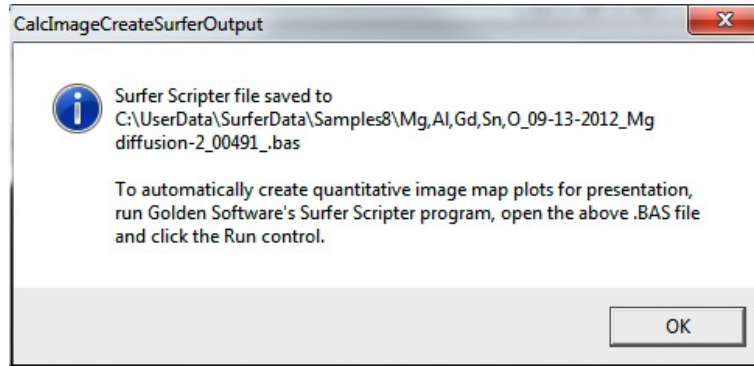 CalcImageCreateSurferOutput
Surfer Scripter file saved to
C:\UserData\SurferData\Samples8\Mg,Al,Gd,Sn,O_09-13-2012_Mg
diffusion-2_00491_.bas
To automatically create quantitative image map plots for presentation,
run Golden Software's Surfer Scripter program, open the above .BAS file
and click the Run control.
OK